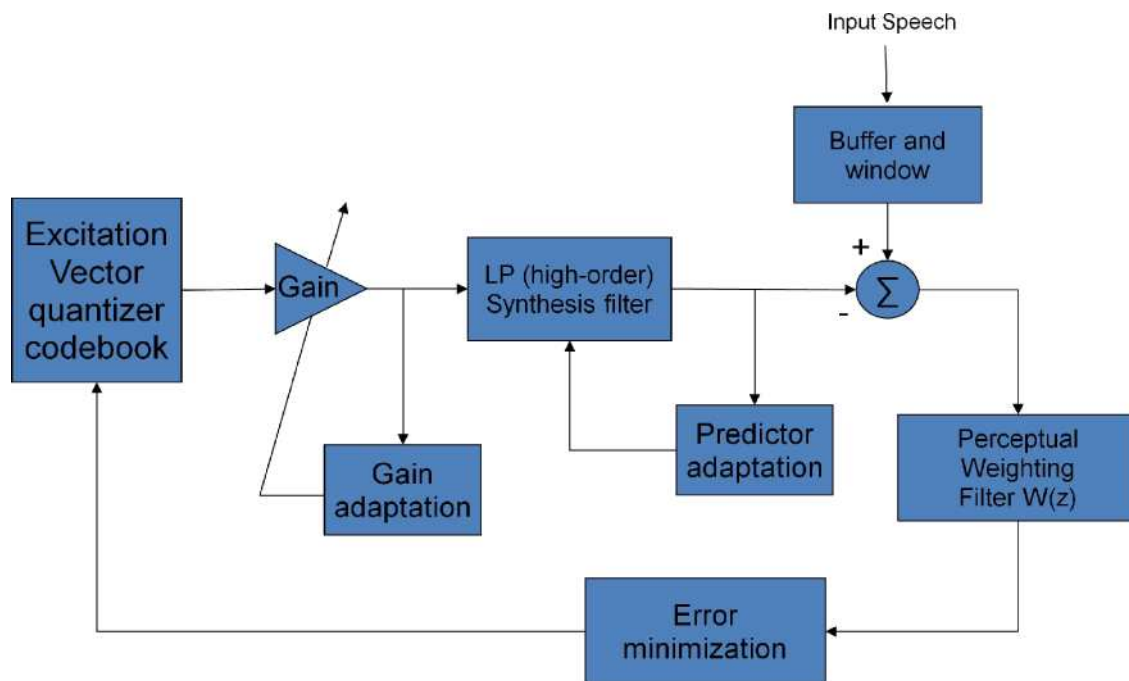 Input Speech
Buffer and
window
Excitation
Vector
quantizer
codebook
Gain
LP (high-order)
Synthesis filter
+
Σ
-
Gain
adaptation
Predictor
adaptation
Perceptual
Weighting
Filter W(z)
Error
minimization